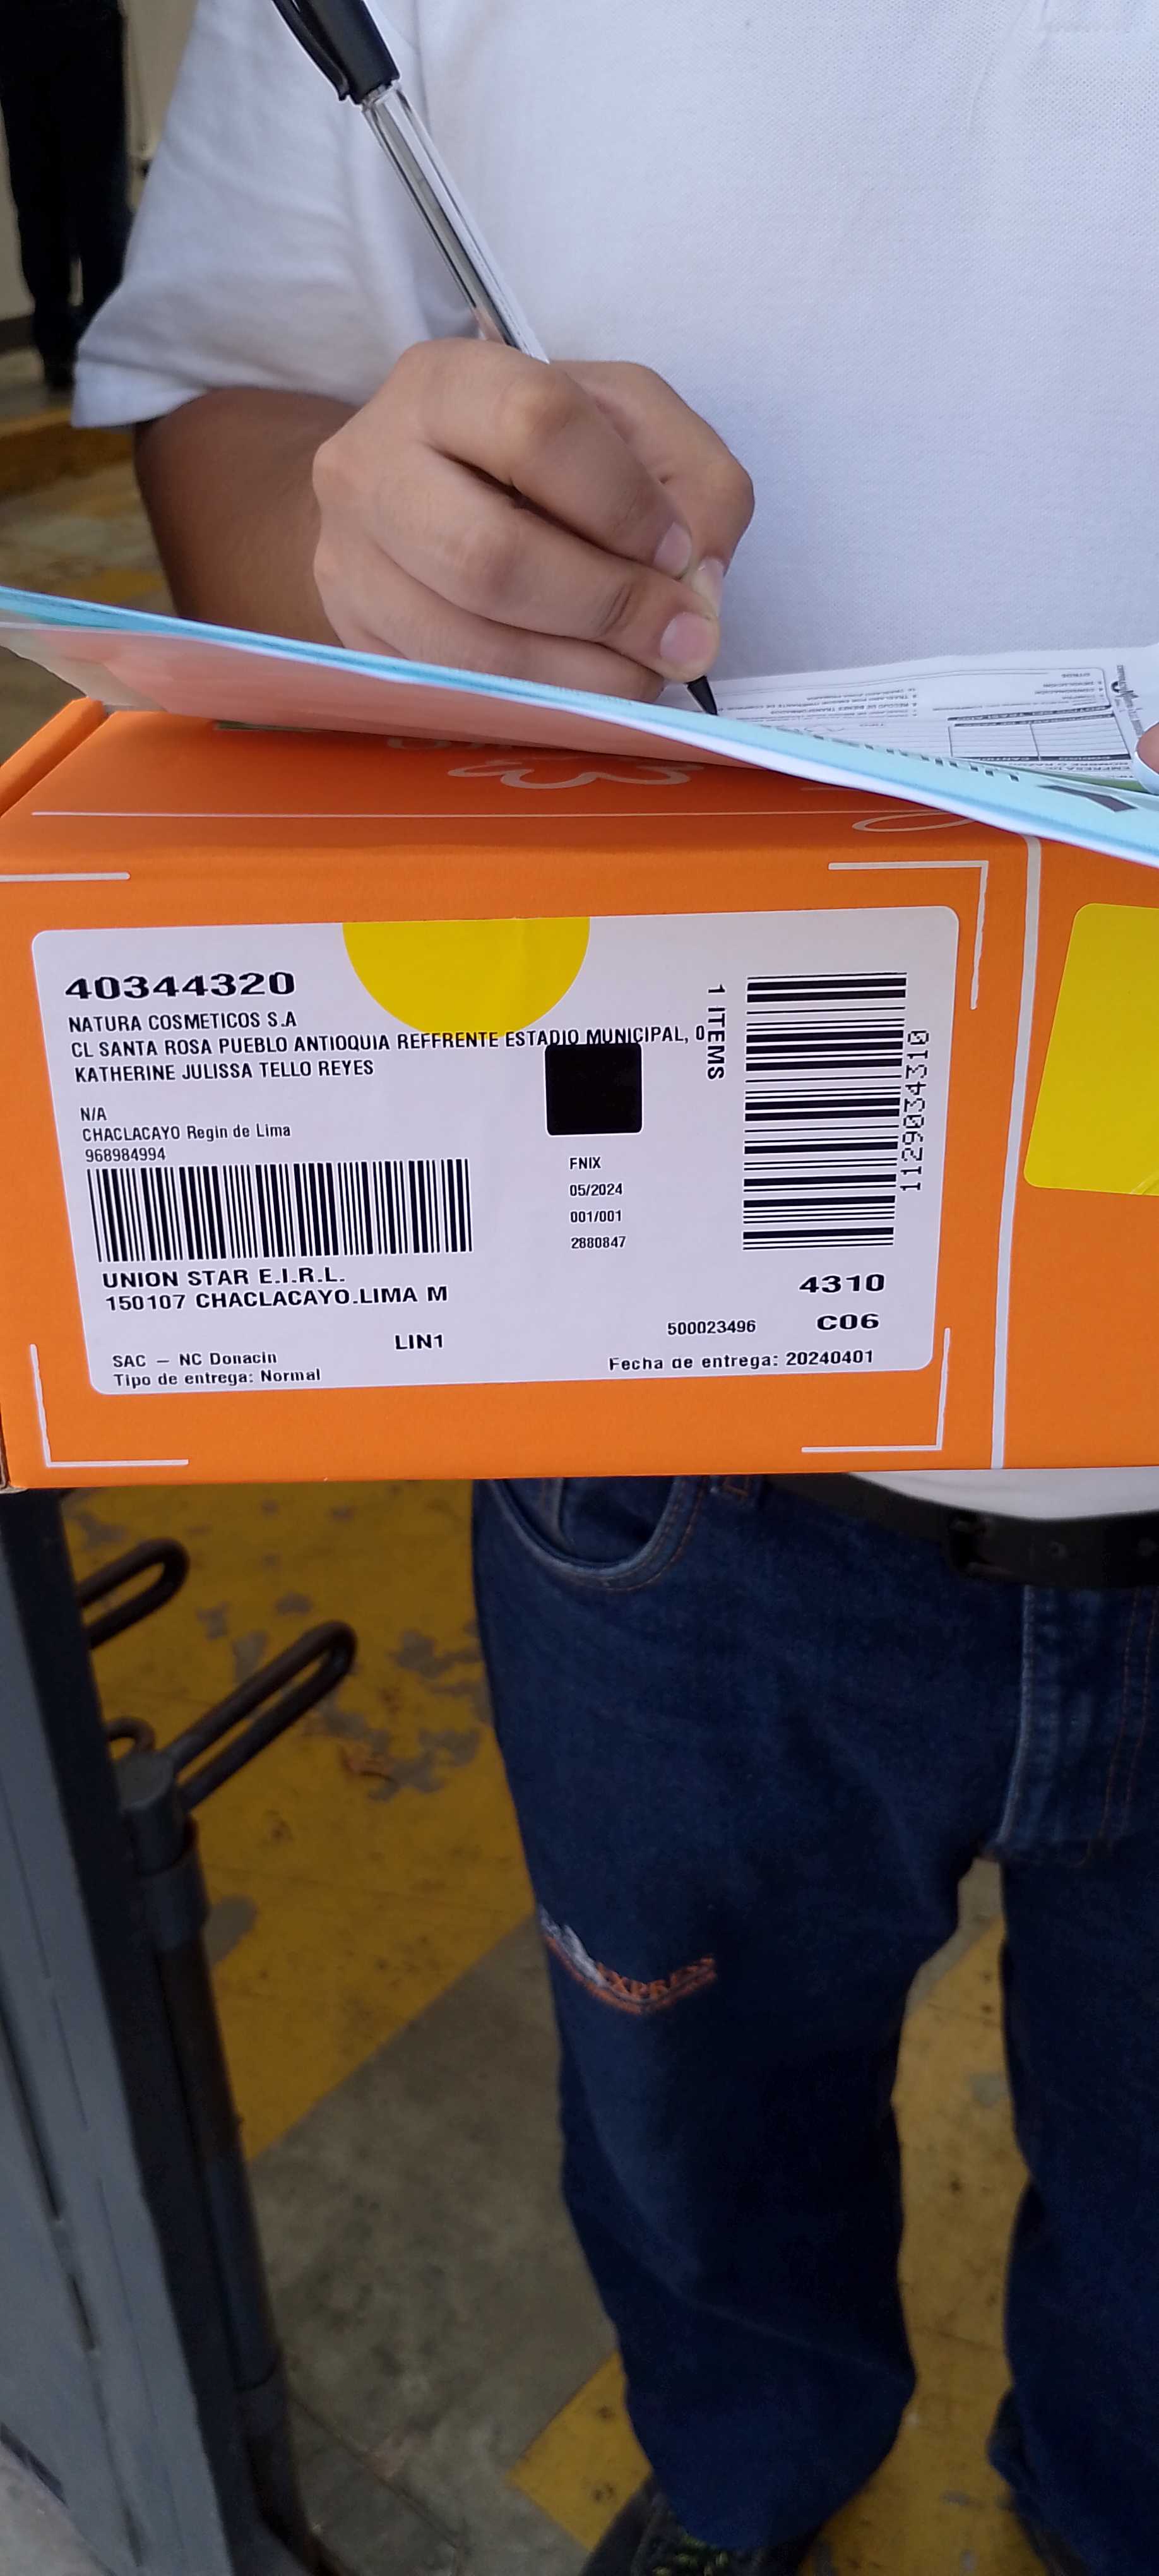 40344320
NATURA COSMETICOS S.A
CL SANTA ROSA PUEBLO ANTIOQUIA REFFRENTE ESTADIO MUNICIPAL, 0
KATHERINE JULISSA TELLO REYES
N/A
CHACLACAYO Regin de Lima
968984994
UNION STAR E.I.R.L.
150107 CHACLACAYO.LIMA M
LIN1
SAC – NC Donacin
Tipo de entrega: Normal
FNIX
05/2024
001/001
2880847
1 ITEMS
1129034310
4310
500023496 C06
Fecha de entrega: 20240401
EXPRESS